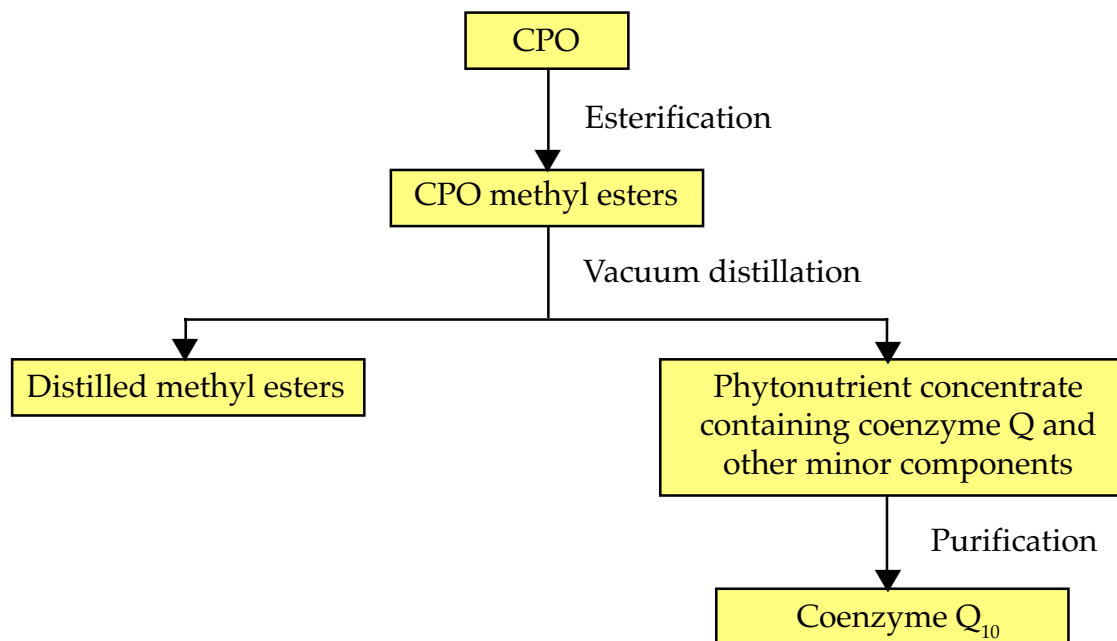 CPO
Esterification
CPO methyl esters
Vacuum distillation
Distilled methyl esters
Phytonutrient concentrate
containing coenzyme Q and
other minor components
Purification
Coenzyme Q₁₀